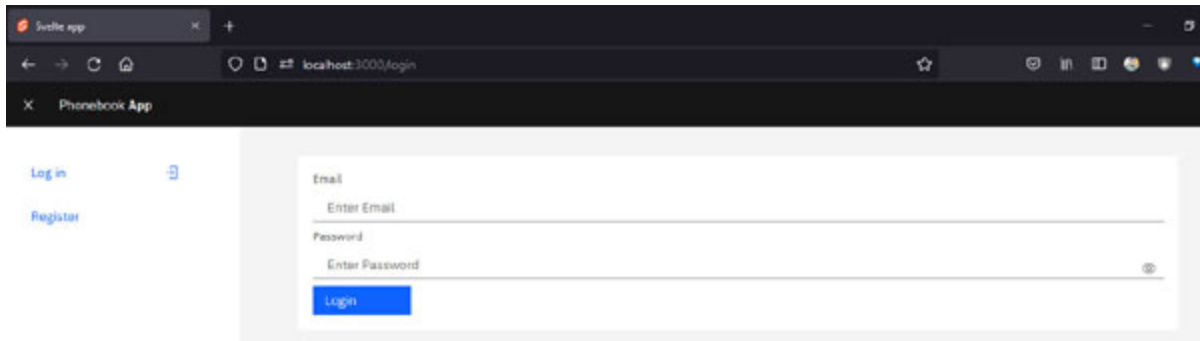 Svelte app
localhost:3000/login
Phonebook App
Log in
Register
Email
Enter Email
Password
Enter Password
Login